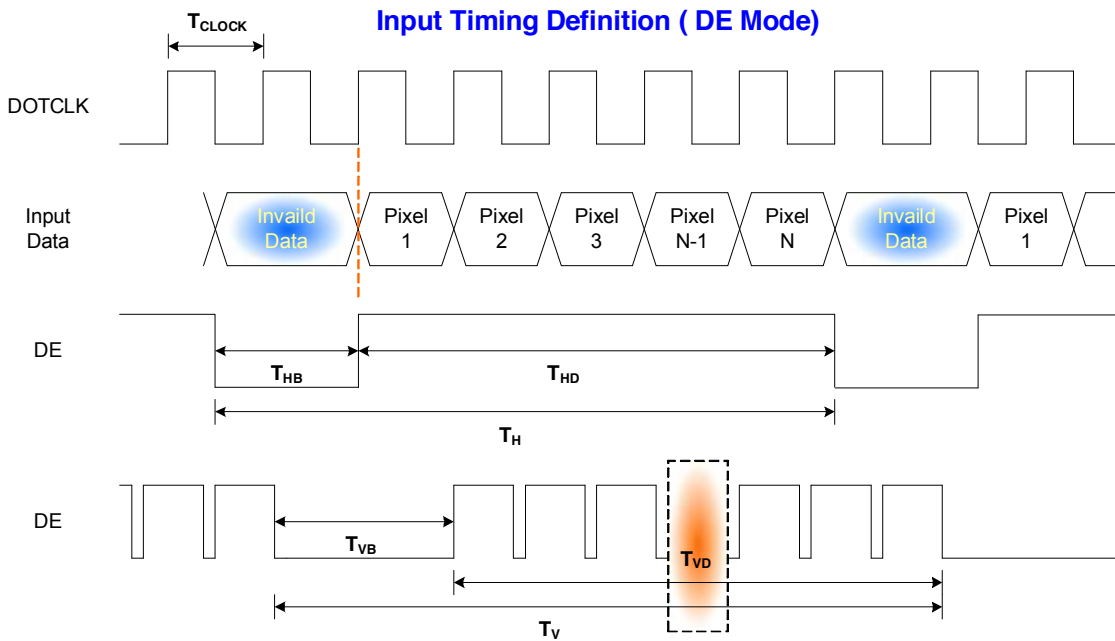 Input Timing Definition ( DE Mode)
TCLOCK
DOTCLK
Input
Data
Invaild
Data
Pixel
1
Pixel
2
Pixel
3
Pixel
N-1
Pixel
N
Invaild
Data
Pixel
1
DE
THB
THD
TH
DE
TVB
TVD
TV